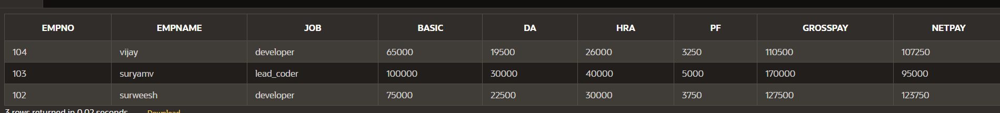 EMPNO EMPNAME JOB BASIC DA HRA PF GROSSPAY NETPAY
104 vijay developer 65000 19500 26000 3250 110500 107250
103 suryamv lead_coder 100000 30000 40000 5000 170000 95000
102 surweesh developer 75000 22500 30000 3750 127500 123750
3 rows returned in 0.02 seconds Download